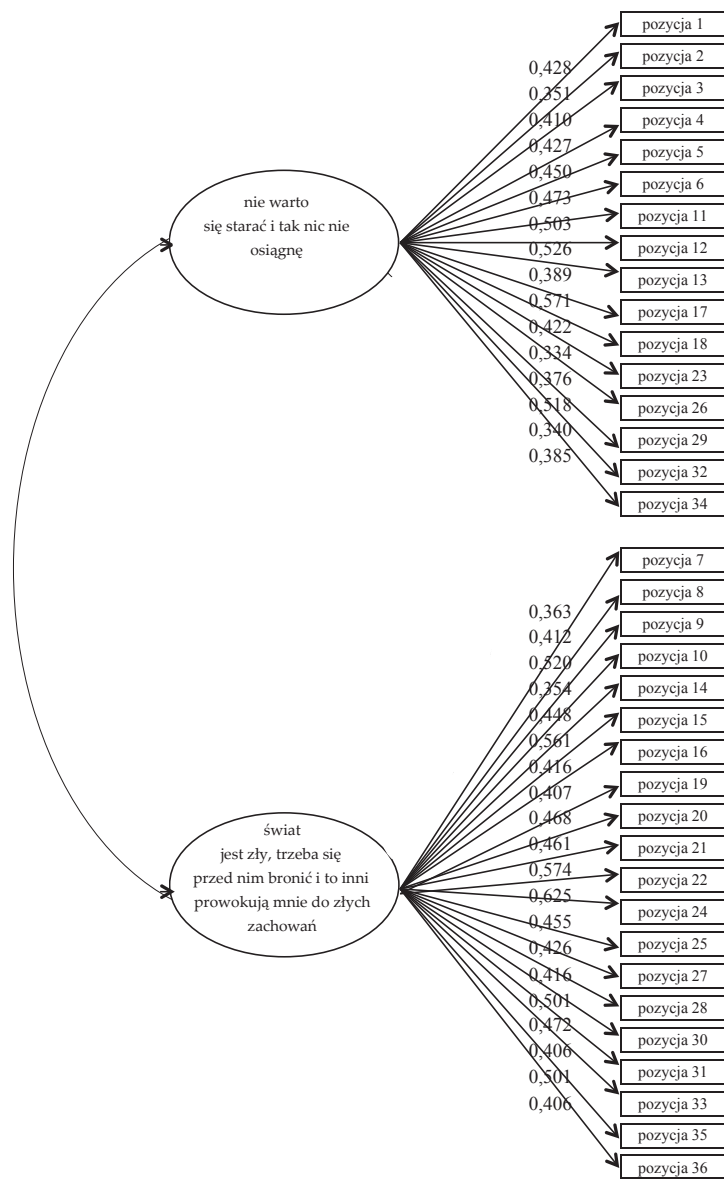 pozycja 1
pozycja 2
pozycja 3
pozycja 4
pozycja 5
pozycja 6
pozycja 11
pozycja 12
pozycja 13
pozycja 17
pozycja 18
pozycja 23
pozycja 26
pozycja 29
pozycja 32
pozycja 34
0,428
0,351
0,410
0,427
0,450
0,473
0,503
0,526
0,389
0,571
0,422
0,334
0,376
0,518
0,340
0,385
nie warto
się starać i tak nic nie
osiągnę
pozycja 7
pozycja 8
pozycja 9
pozycja 10
pozycja 14
pozycja 15
pozycja 16
pozycja 19
pozycja 20
pozycja 21
pozycja 22
pozycja 24
pozycja 25
pozycja 27
pozycja 28
pozycja 30
pozycja 31
pozycja 33
pozycja 35
pozycja 36
0,363
0,412
0,520
0,354
0,448
0,561
0,416
0,407
0,468
0,461
0,574
0,625
0,455
0,426
0,416
0,501
0,472
0,406
0,501
0,406
świat
jest zły, trzeba się
przed nim bronić i to inni
prowokują mnie do złych
zachowań